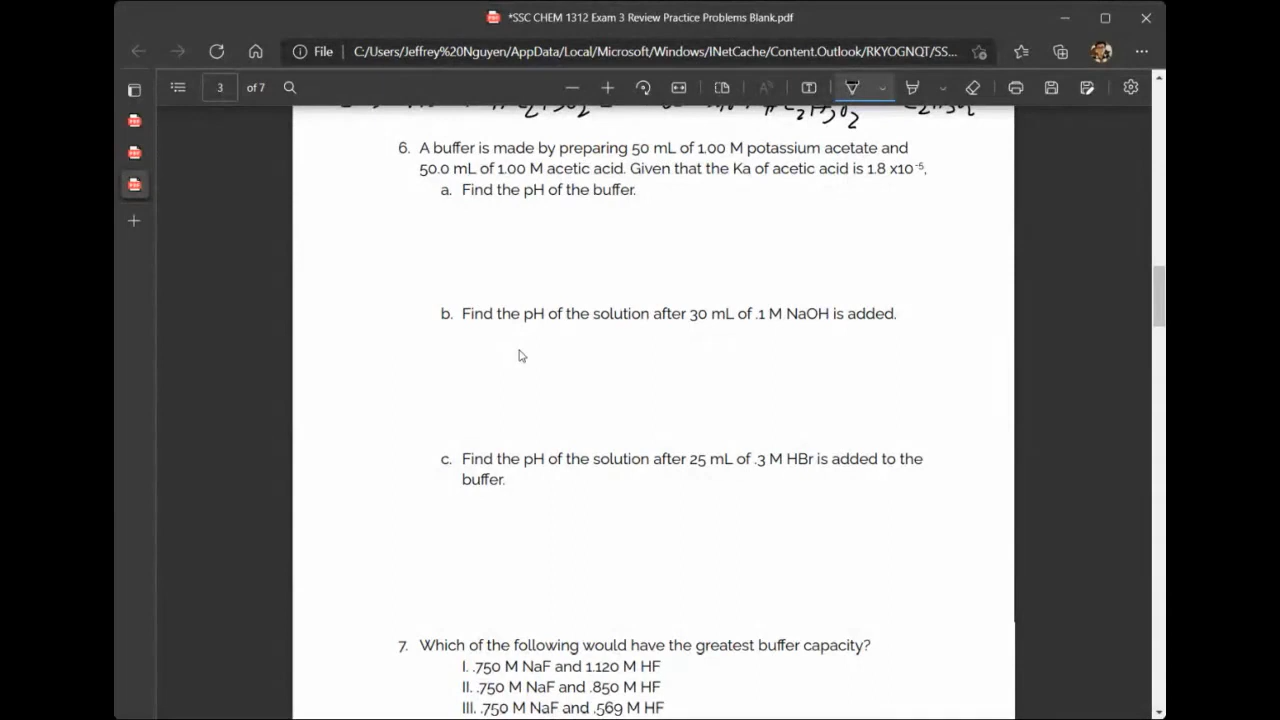 *SSC CHEM 1312 Exam 3 Review Practice Problems Blank.pdf
File | C:/Users/Jeffrey%20Nguyen/AppData/Local/Microsoft/Windows/INetCache/Content.Outlook/RKYOGNQT/SS...
3 of 7
6. A buffer is made by preparing 50 mL of 1.00 M potassium acetate and
50.0 mL of 1.00 M acetic acid. Given that the Ka of acetic acid is 1.8 x10⁻⁵,
a. Find the pH of the buffer.
b. Find the pH of the solution after 30 mL of .1 M NaOH is added.
c. Find the pH of the solution after 25 mL of .3 M HBr is added to the
buffer.
7. Which of the following would have the greatest buffer capacity?
I. .750 M NaF and 1.120 M HF
II. .750 M NaF and .850 M HF
III. .750 M NaF and .569 M HF